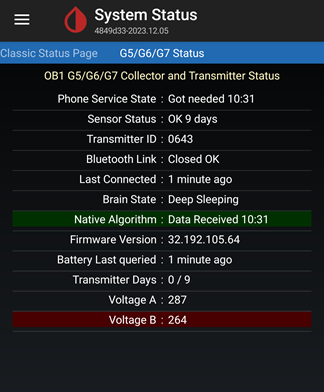 System Status
4849d33-2023.12.05
Classic Status Page G5/G6/G7 Status
OB1 G5/G6/G7 Collector and Transmitter Status
Phone Service State : Got needed 10:31
Sensor Status : OK 9 days
Transmitter ID : 0643
Bluetooth Link : Closed OK
Last Connected : 1 minute ago
Brain State : Deep Sleeping
Native Algorithm : Data Received 10:31
Firmware Version : 32.192.105.64
Battery Last queried : 1 minute ago
Transmitter Days : 0 / 9
Voltage A : 287
Voltage B : 264